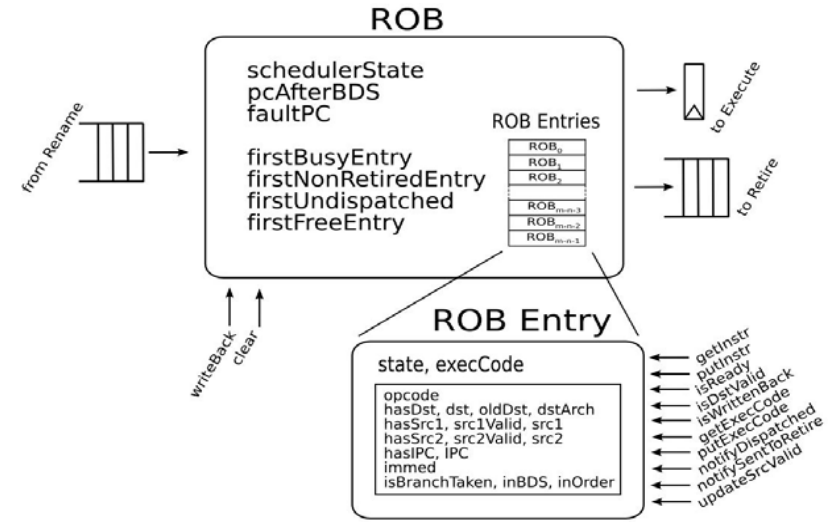 ROB
schedulerState
pcAfterBDS
faultPC
firstBusyEntry
firstNonRetiredEntry
firstUndispatched
firstFreeEntry
ROB Entries
ROB0
ROB1
ROB2
ROBm-n-3
ROBm-n-2
ROBm-n-1
from Rename
to Execute
to Retire
writeBack
clear
ROB Entry
state, execCode
opcode
hasDst, dst, oldDst, dstArch
hasSrc1, src1Valid, src1
hasSrc2, src2Valid, src2
hasIPC, IPC
immed
isBranchTaken, inBDS, inOrder
getInstr
putInstr
isReady
isDstValid
isWrittenBack
getExecCode
putExecCode
notifyDispatched
notifySentToRetire
updateSrcValid